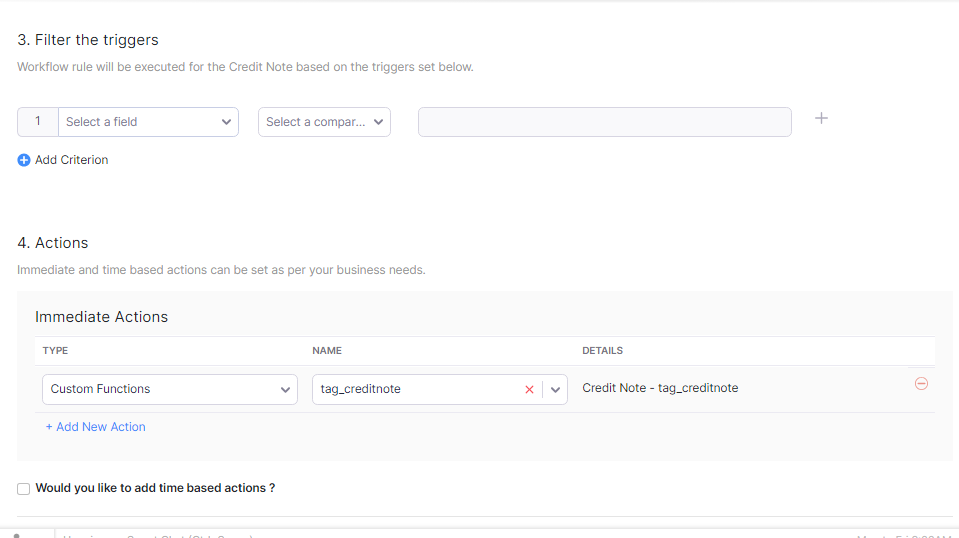 3. Filter the triggers
Workflow rule will be executed for the Credit Note based on the triggers set below.
1 Select a field Select a compar...
Add Criterion
4. Actions
Immediate and time based actions can be set as per your business needs.
Immediate Actions
TYPE NAME DETAILS
Custom Functions tag_creditnote Credit Note - tag_creditnote
+ Add New Action
Would you like to add time based actions ?